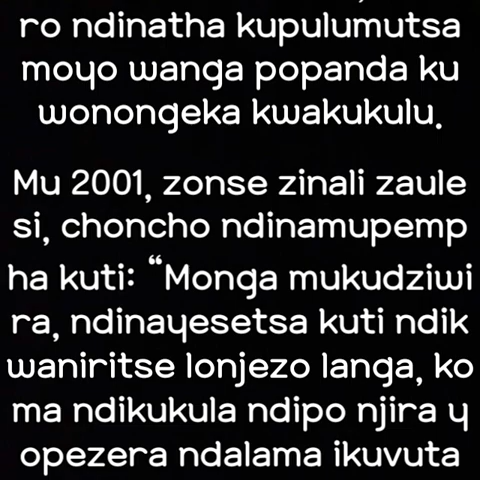 ro ndinatha kupulumutsa
moyo wanga popanda ku
wonongeka kwakukulu.
Mu 2001, zonse zinali zaule
si, choncho ndinamupemp
ha kuti: “Monga mukudziwi
ra, ndinayesetsa kuti ndik
waniritse lonjezo langa, ko
ma ndikukula ndipo njira y
opezera ndalama ikuvuta